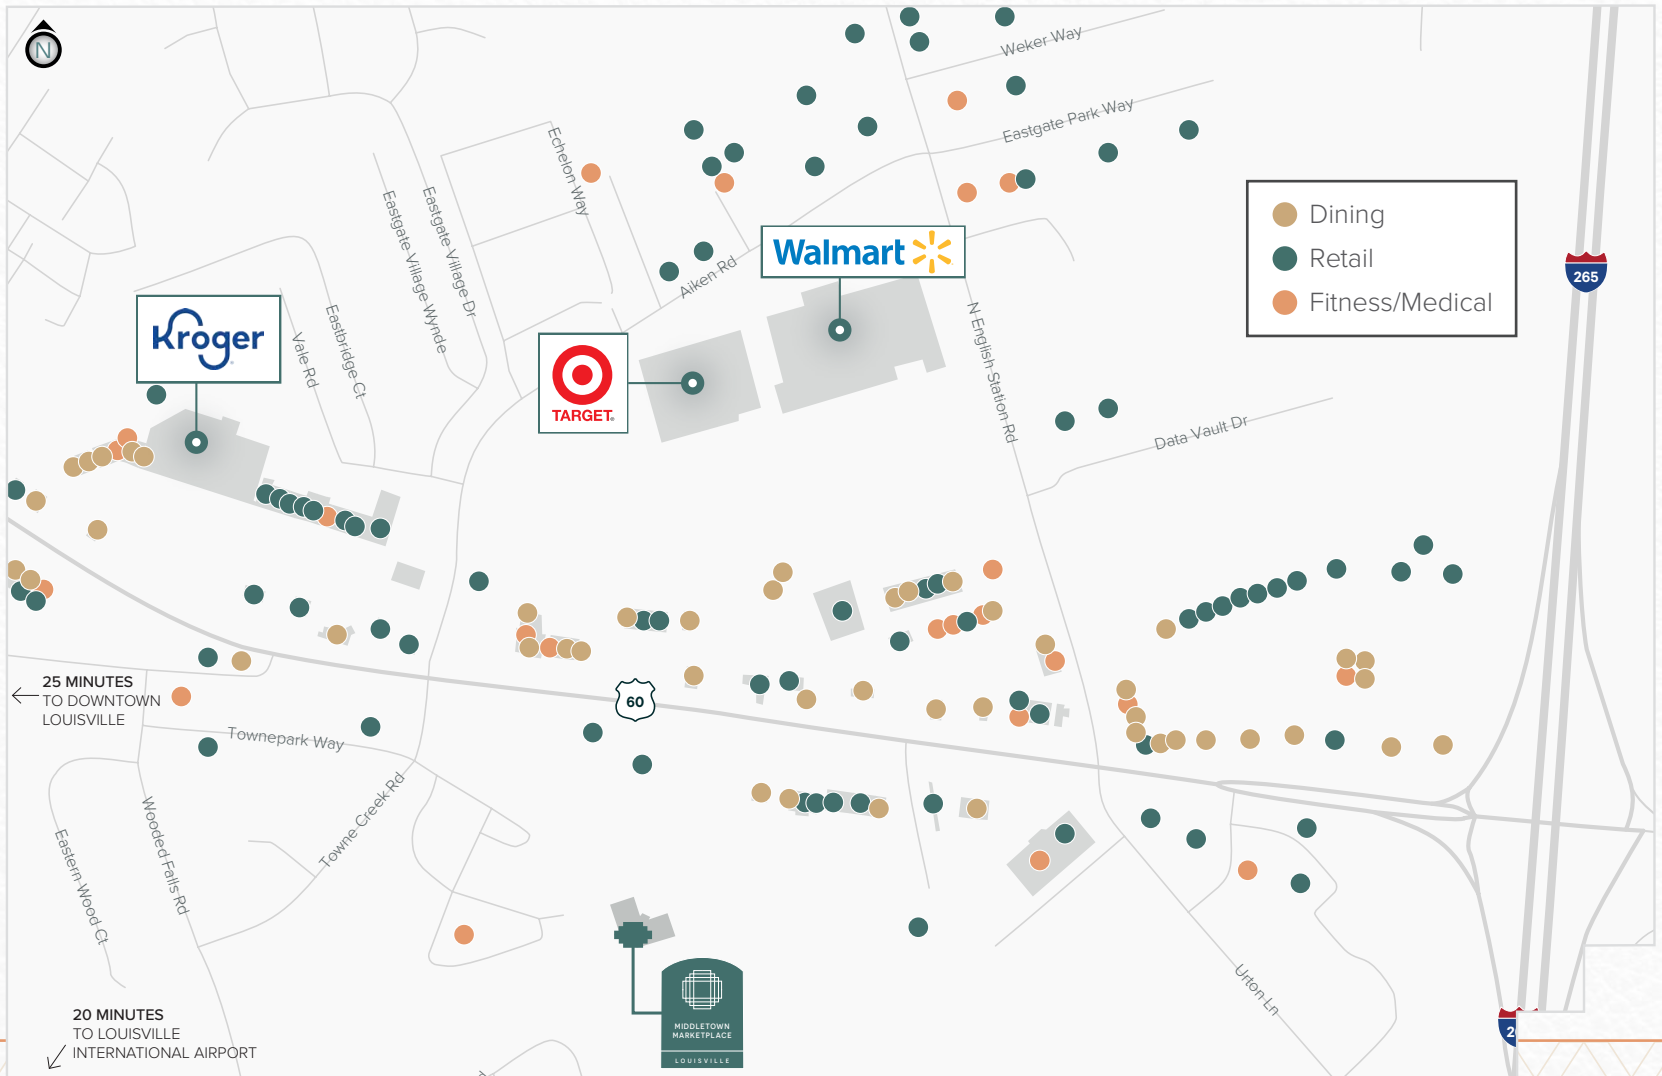 N
Weker Way
Eastgate Park Way
Echelon Way
Eastgate Village Dr
Eastgate Village Wynde
Aiken Rd
Walmart
Dining
Retail
Fitness/Medical
265
Kroger
Vale Rd
Eastbridge Ct
TARGET
N English Station Rd
Data Vault Dr
25 MINUTES
TO DOWNTOWN
LOUISVILLE
60
Townepark Way
Towne Creek Rd
Wooded Falls Rd
Eastern Wood Ct
Urton Ln
20 MINUTES
TO LOUISVILLE
INTERNATIONAL AIRPORT
MIDDLETOWN
MARKETPLACE
LOUISVILLE